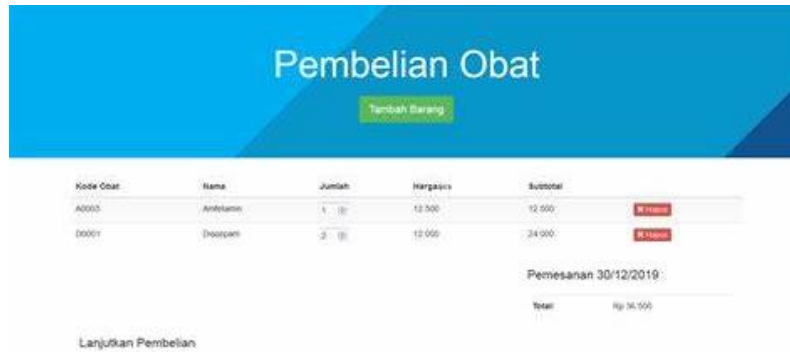 Pembelian Obat
Tambah Barang
Kode Obat Nama Jumlah Harga Subtotal
A0003 Amfetamin 1 12.500 12.500 Hapus
D0001 2 12.000 24.000 Hapus
Pemesanan 30/12/2019
Total Rp 36.500
Lanjutkan Pembelian